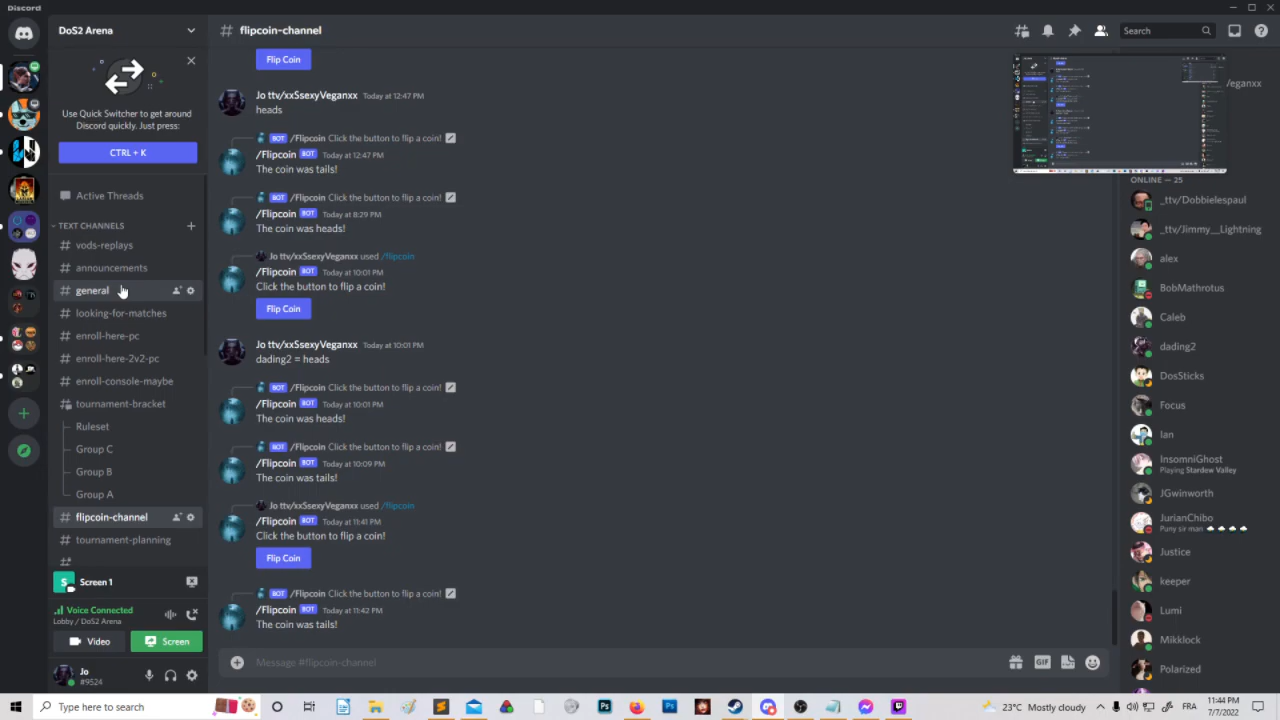 Discord
DoS2 Arena
flipcoin-channel
Search
Use Quick Switcher to get around
Discord quickly. Just press:
CTRL + K
Active Threads
TEXT CHANNELS
vods-replays
announcements
general
looking-for-matches
enroll-here-pc
enroll-here-2v2-pc
enroll-console-maybe
tournament-bracket
Ruleset
Group C
Group B
Group A
flipcoin-channel
tournament-planning
Screen 1
Voice Connected
Lobby / DoS2 Arena
Video
Screen
Jo
#9524
Flip Coin
Jo ttv/xxSsexyVeganxx Today at 12:47 PM
heads
BOT /Flipcoin Click the button to flip a coin!
/Flipcoin BOT Today at 12:47 PM
The coin was tails!
BOT /Flipcoin Click the button to flip a coin!
/Flipcoin BOT Today at 8:29 PM
The coin was heads!
Jo ttv/xxSsexyVeganxx used /flipcoin
/Flipcoin BOT Today at 10:01 PM
Click the button to flip a coin!
Flip Coin
Jo ttv/xxSsexyVeganxx Today at 10:01 PM
dading2 = heads
BOT /Flipcoin Click the button to flip a coin!
/Flipcoin BOT Today at 10:01 PM
The coin was heads!
BOT /Flipcoin Click the button to flip a coin!
/Flipcoin BOT Today at 10:09 PM
The coin was tails!
Jo ttv/xxSsexyVeganxx used /flipcoin
/Flipcoin BOT Today at 11:41 PM
Click the button to flip a coin!
Flip Coin
BOT /Flipcoin Click the button to flip a coin!
/Flipcoin BOT Today at 11:42 PM
The coin was tails!
Message #flipcoin-channel
GIF
eganxx
ONLINE — 25
_ttv/Dobbielespaul
_ttv/Jimmy__Lightning
alex
BobMathrotus
Caleb
dading2
DosSticks
Focus
Ian
InsomniGhost
Playing Stardew Valley
JGwinworth
JurianChibo
Puny sir man
Justice
keeper
Lumi
Mikklock
Polarized
Type here to search
23°C Mostly cloudy
FRA
11:44 PM
7/7/2022